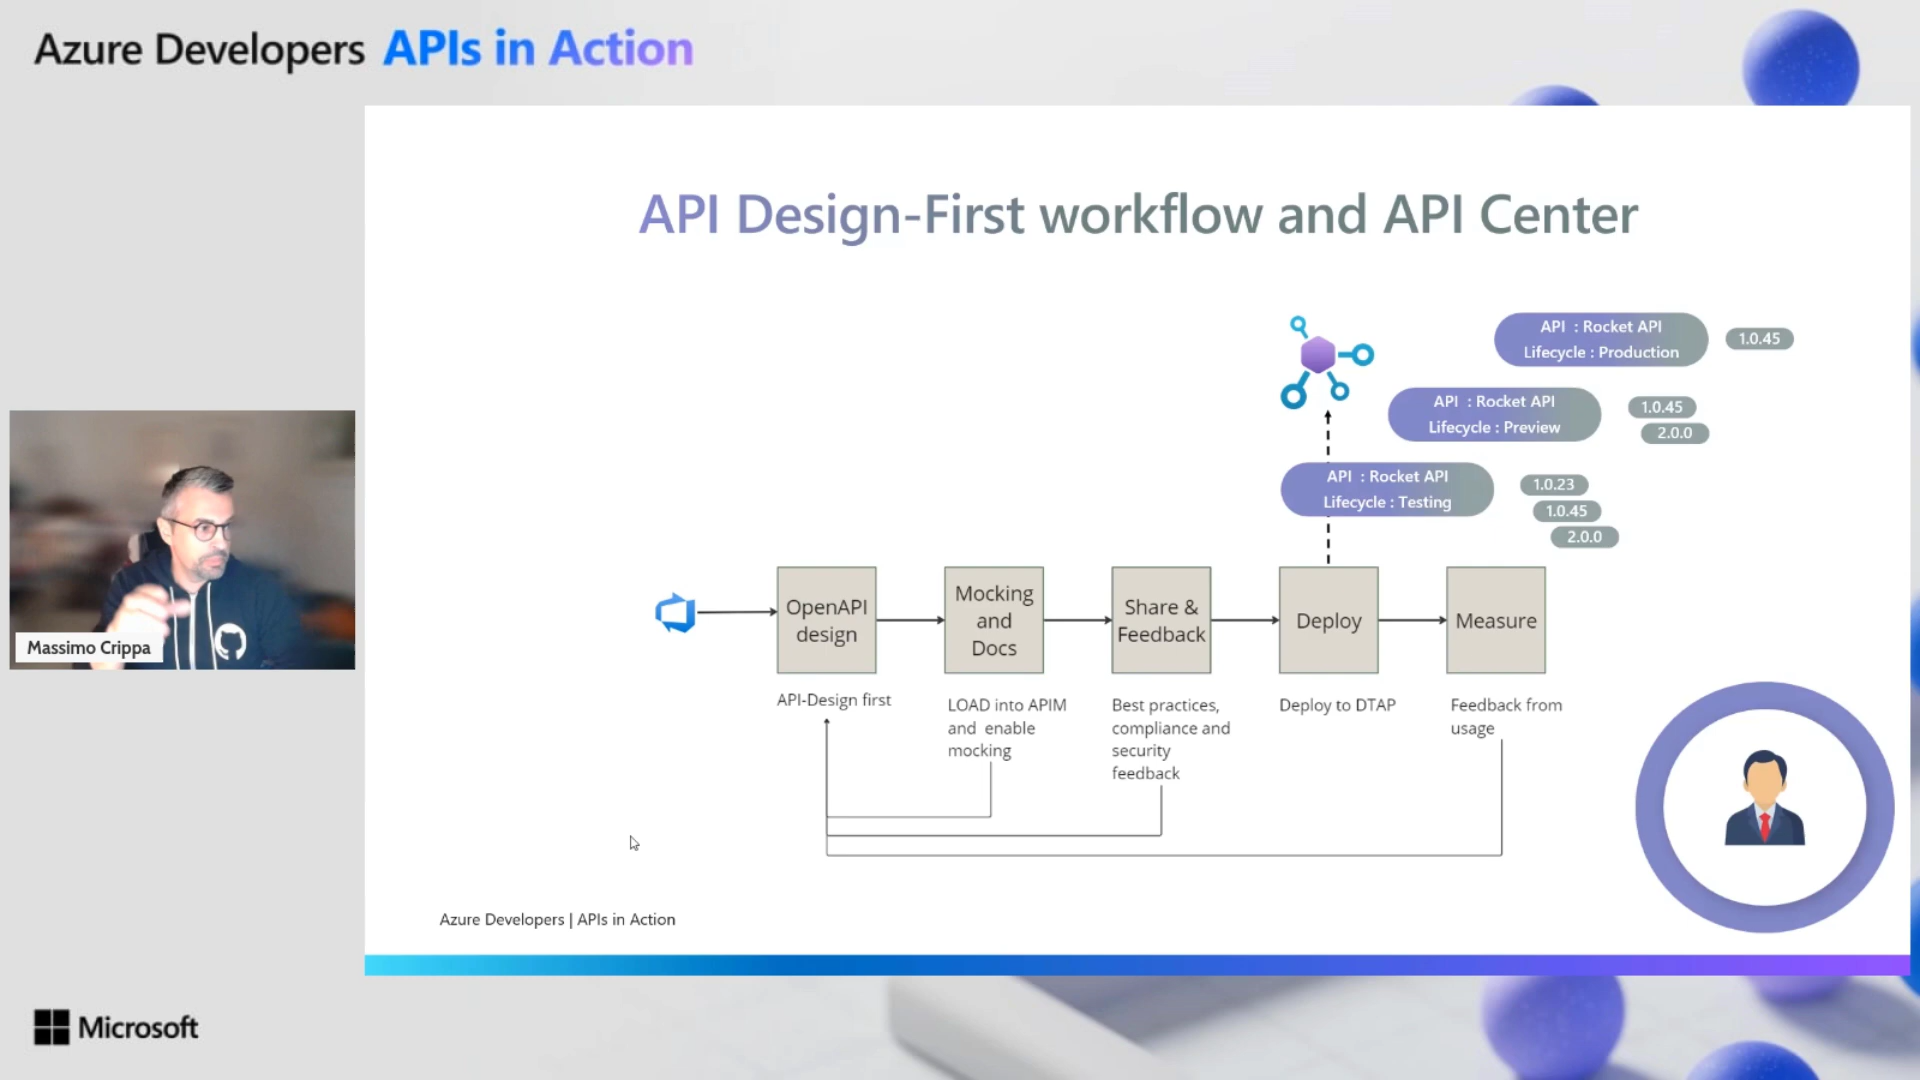 Azure Developers APIs in Action
API Design-First workflow and API Center
API : Rocket API
Lifecycle : Production
1.0.45
API : Rocket API
Lifecycle : Preview
1.0.45
2.0.0
API : Rocket API
Lifecycle : Testing
1.0.23
1.0.45
2.0.0
OpenAPI
design
Mocking
and
Docs
Share &
Feedback
Deploy
Measure
API-Design first
LOAD into APIM
and enable
mocking
Best practices,
compliance and
security
feedback
Deploy to DTAP
Feedback from
usage
Massimo Crippa
Azure Developers | APIs in Action
Microsoft